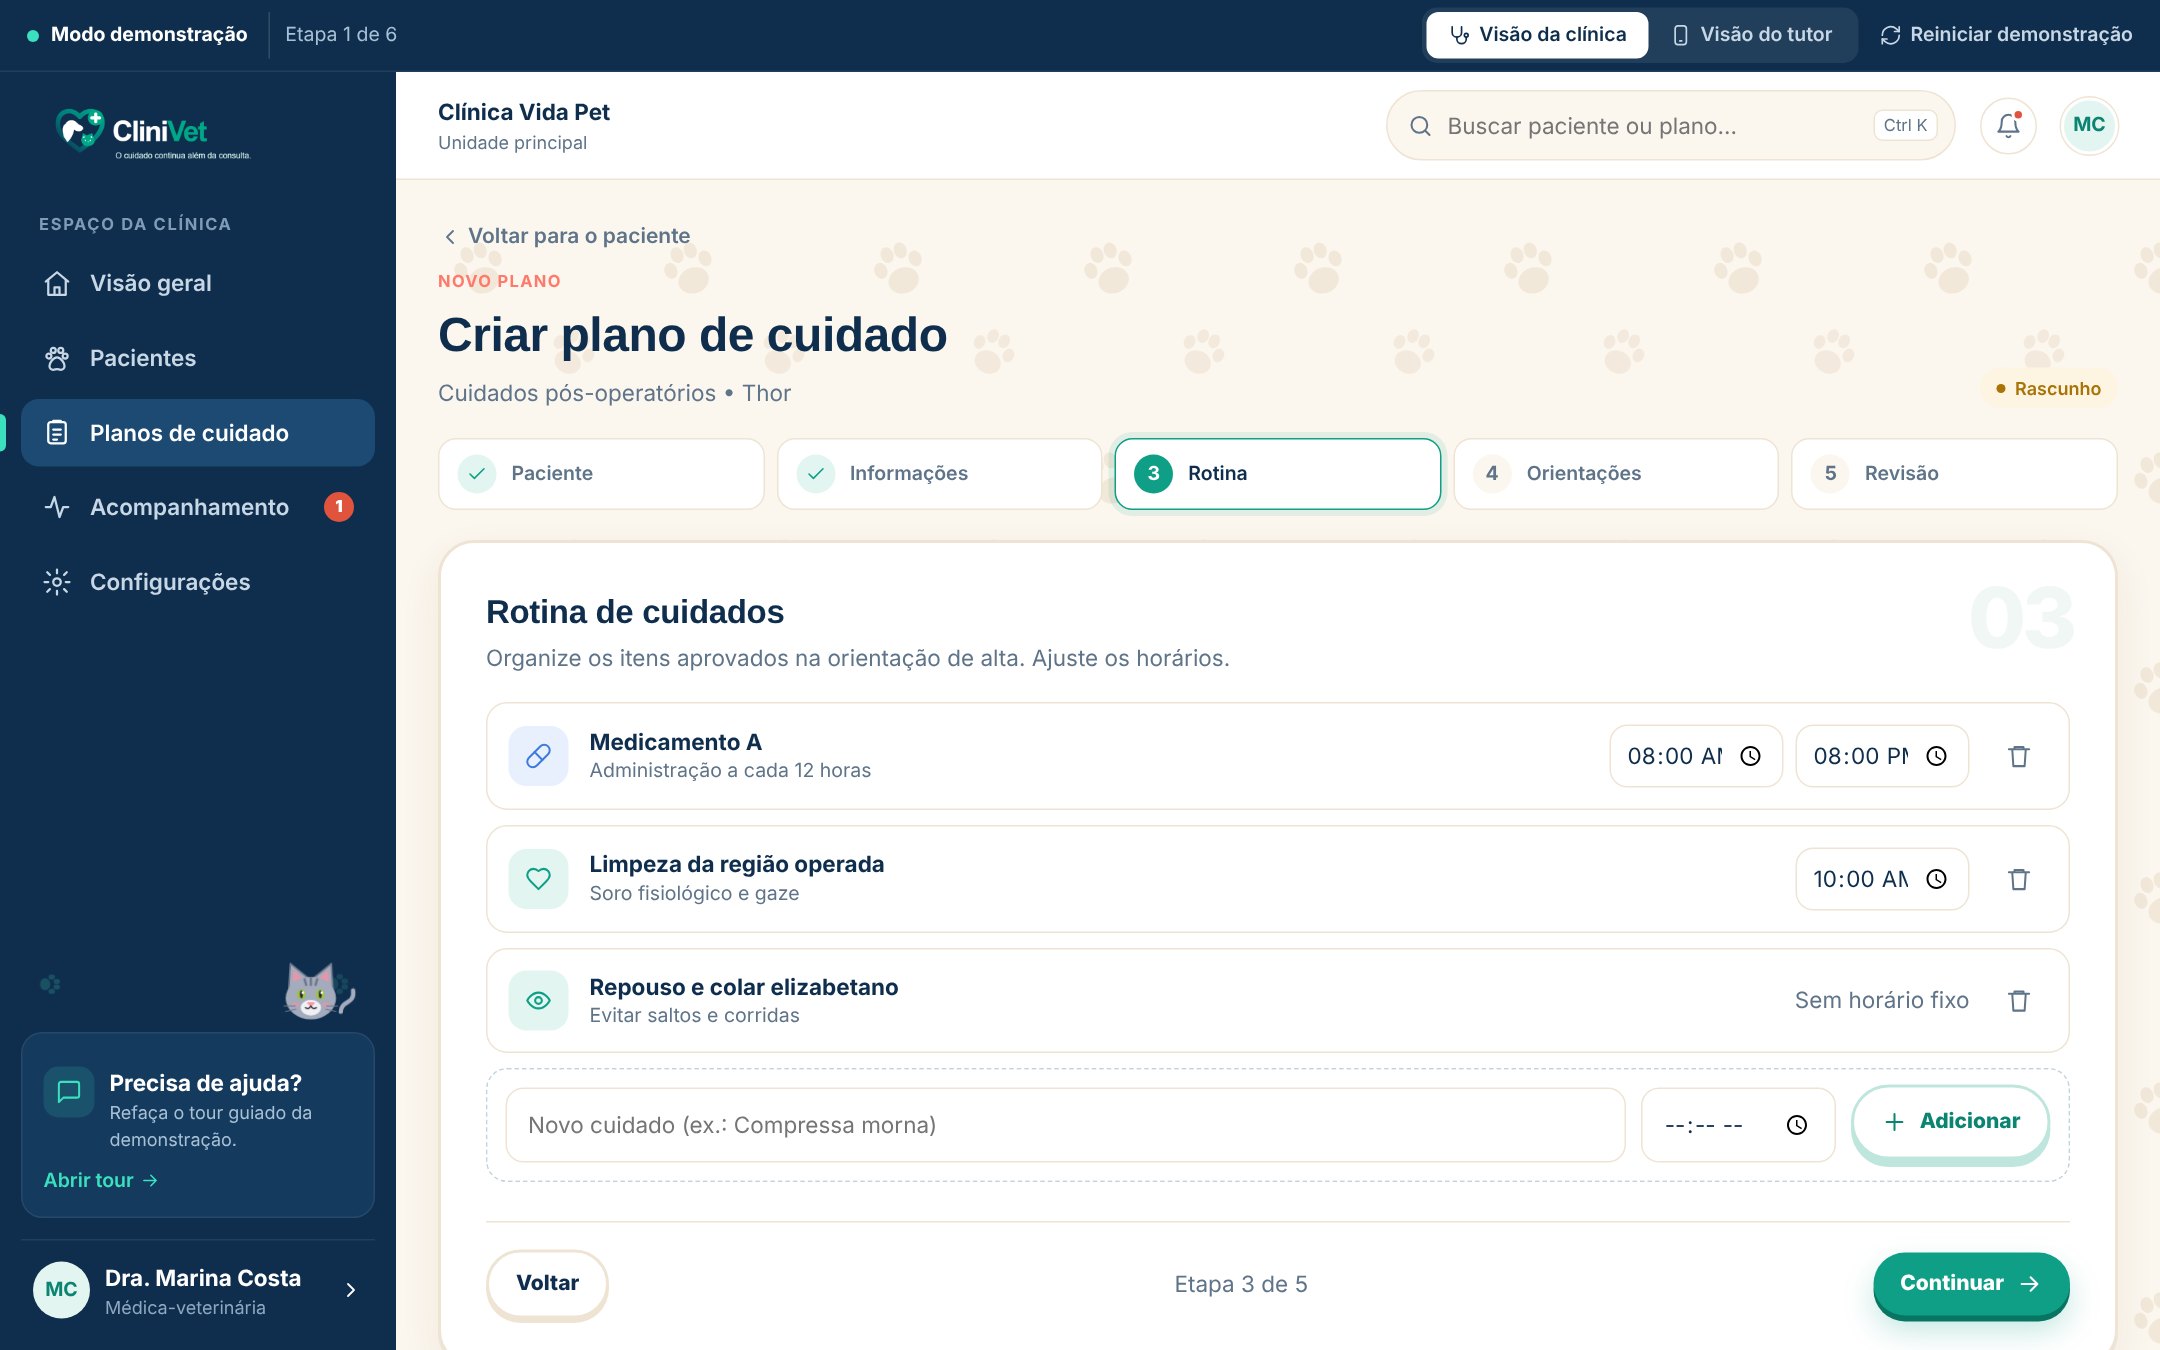 Modo demonstração
Etapa 1 de 6
Visão da clínica
Visão do tutor
Reiniciar demonstração
CliniVet
O cuidado continua além da consulta.
ESPAÇO DA CLÍNICA
Visão geral
Pacientes
Planos de cuidado
Acompanhamento
1
Configurações
Precisa de ajuda?
Refaça o tour guiado da
demonstração.
Abrir tour
MC
Dra. Marina Costa
Médica-veterinária
Clínica Vida Pet
Unidade principal
Buscar paciente ou plano...
Ctrl K
MC
Voltar para o paciente
NOVO PLANO
Criar plano de cuidado
Cuidados pós-operatórios • Thor
Rascunho
Paciente
Informações
3 Rotina
4 Orientações
5 Revisão
Rotina de cuidados
03
Organize os itens aprovados na orientação de alta. Ajuste os horários.
Medicamento A
Administração a cada 12 horas
08:00 AM
08:00 PM
Limpeza da região operada
Soro fisiológico e gaze
10:00 AM
Repouso e colar elizabetano
Evitar saltos e corridas
Sem horário fixo
Novo cuidado (ex.: Compressa morna)
--:-- --
Adicionar
Voltar
Etapa 3 de 5
Continuar